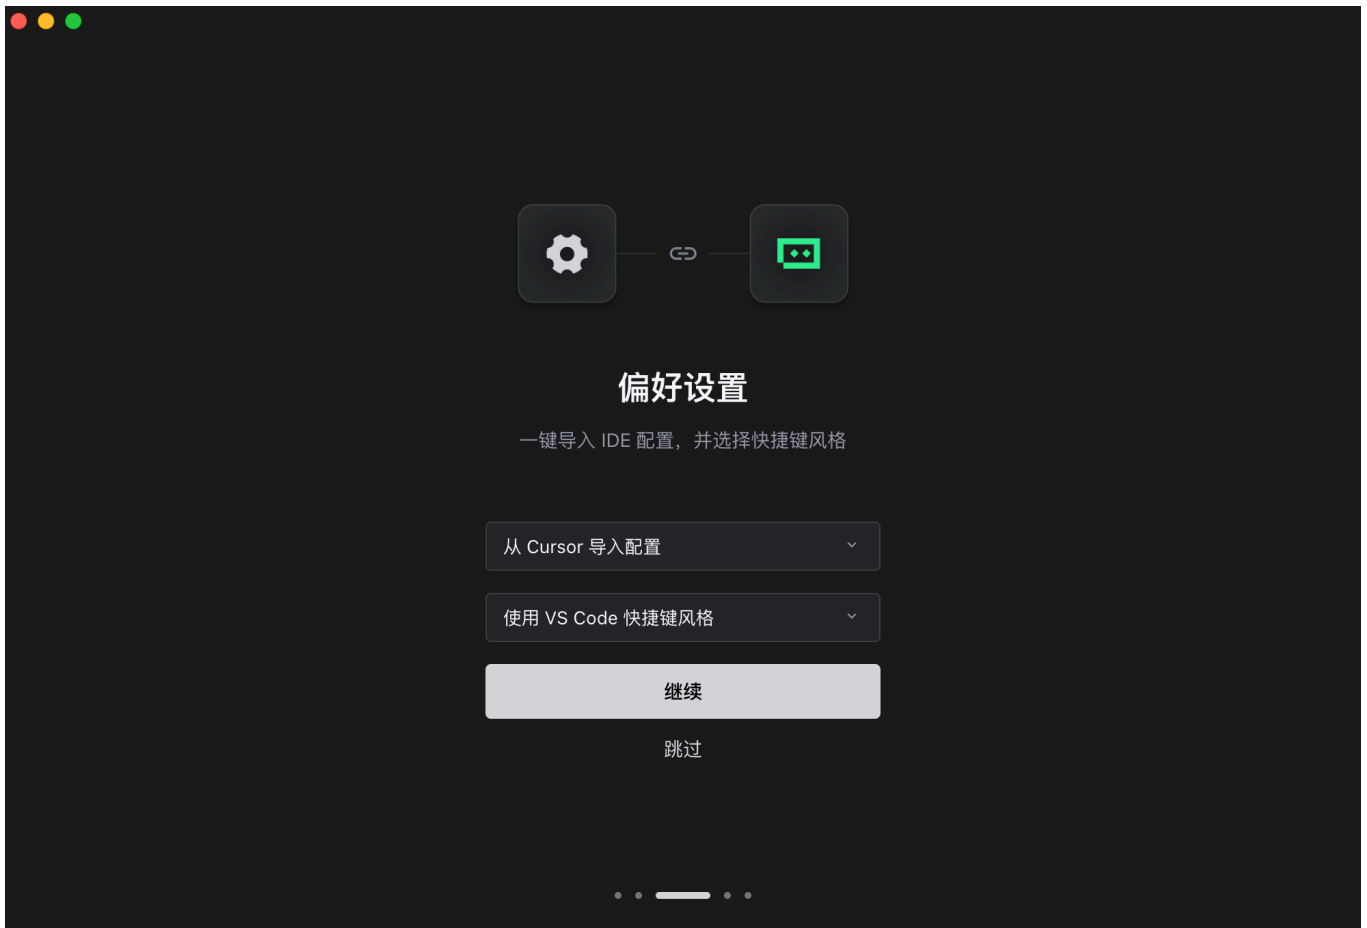 偏好设置
一键导入 IDE 配置，并选择快捷键风格
从 Cursor 导入配置
使用 VS Code 快捷键风格
继续
跳过